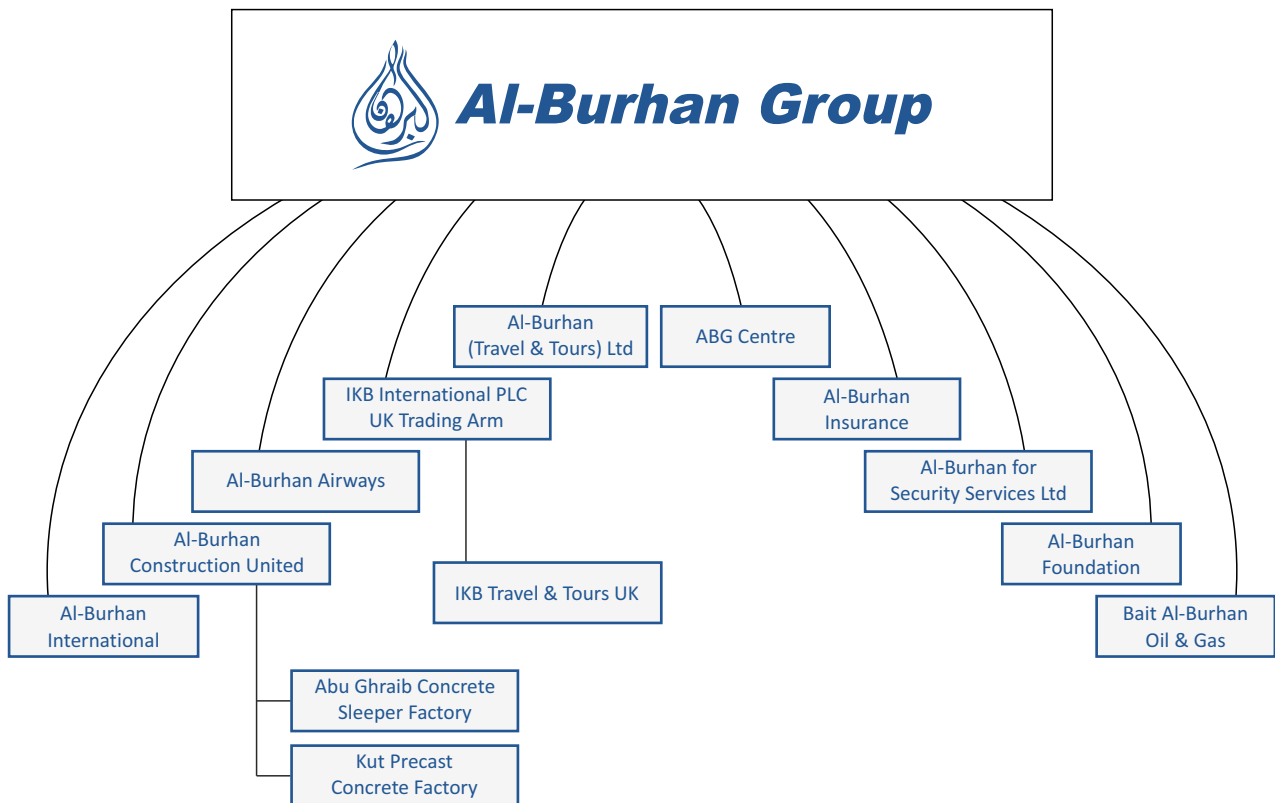 البرهان
Al-Burhan Group
Al-Burhan
(Travel & Tours) Ltd
ABG Centre
IKB International PLC
UK Trading Arm
Al-Burhan
Insurance
Al-Burhan Airways
Al-Burhan for
Security Services Ltd
Al-Burhan
Construction United
Al-Burhan
Foundation
IKB Travel & Tours UK
Al-Burhan
International
Bait Al-Burhan
Oil & Gas
Abu Ghraib Concrete
Sleeper Factory
Kut Precast
Concrete Factory